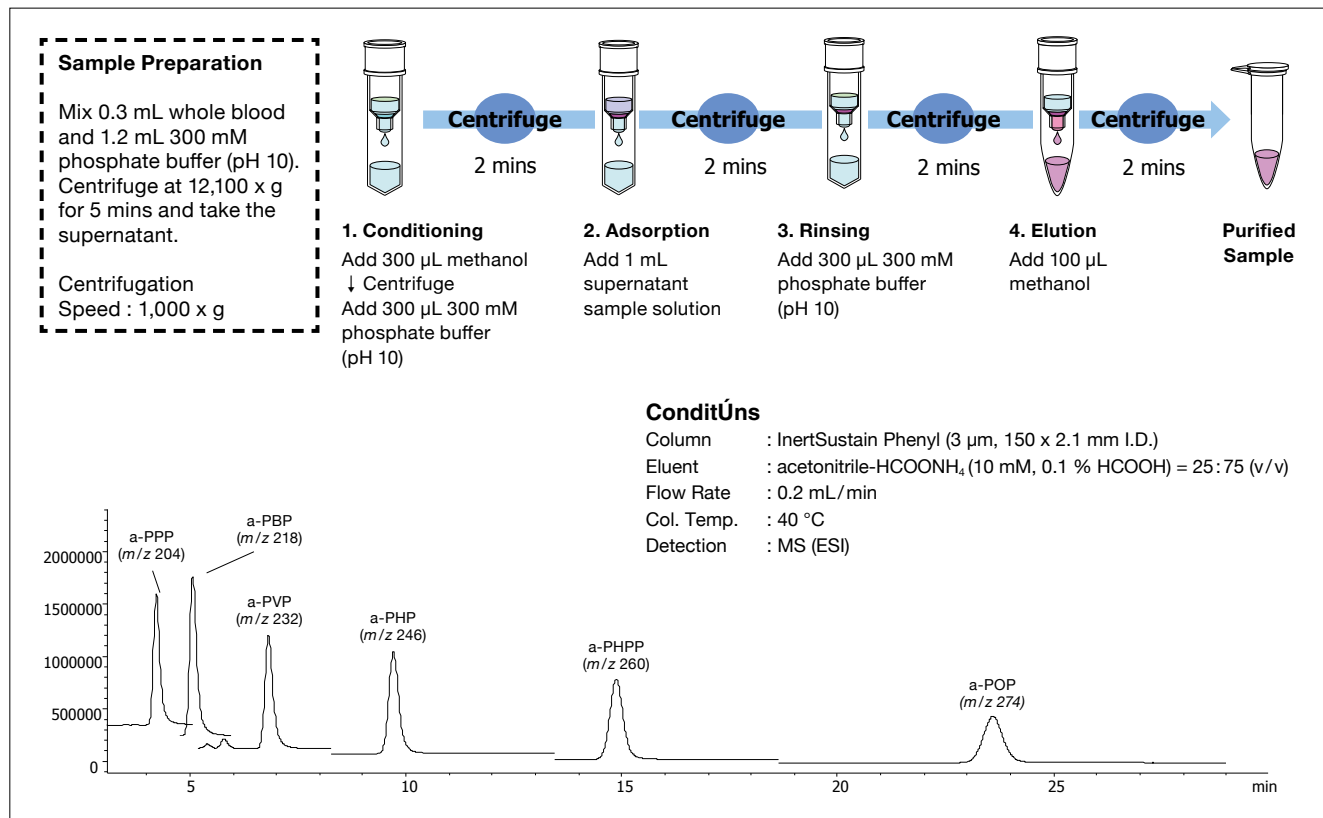 Sample Preparation
Mix 0.3 mL whole blood
and 1.2 mL 300 mM
phosphate buffer (pH 10).
Centrifuge at 12,100 x g
for 5 mins and take the
supernatant.
Centrifugation
Speed : 1,000 x g
Centrifuge
2 mins
Centrifuge
2 mins
Centrifuge
2 mins
Centrifuge
2 mins
1. Conditioning
Add 300 µL methanol
↓ Centrifuge
Add 300 µL 300 mM
phosphate buffer
(pH 10)
2. Adsorption
Add 1 mL
supernatant
sample solution
3. Rinsing
Add 300 µL 300 mM
phosphate buffer
(pH 10)
4. Elution
Add 100 µL
methanol
Purified
Sample
ConditÚns
Column : InertSustain Phenyl (3 µm, 150 x 2.1 mm I.D.)
Eluent : acetonitrile-HCOONH₄ (10 mM, 0.1 % HCOOH) = 25:75 (v/v)
Flow Rate : 0.2 mL/min
Col. Temp. : 40 °C
Detection : MS (ESI)
a-PPP
(m/z 204)
a-PBP
(m/z 218)
a-PVP
(m/z 232)
a-PHP
(m/z 246)
a-PHPP
(m/z 260)
a-POP
(m/z 274)
2000000
1500000
1000000
500000
0
5 10 15 20 25 min